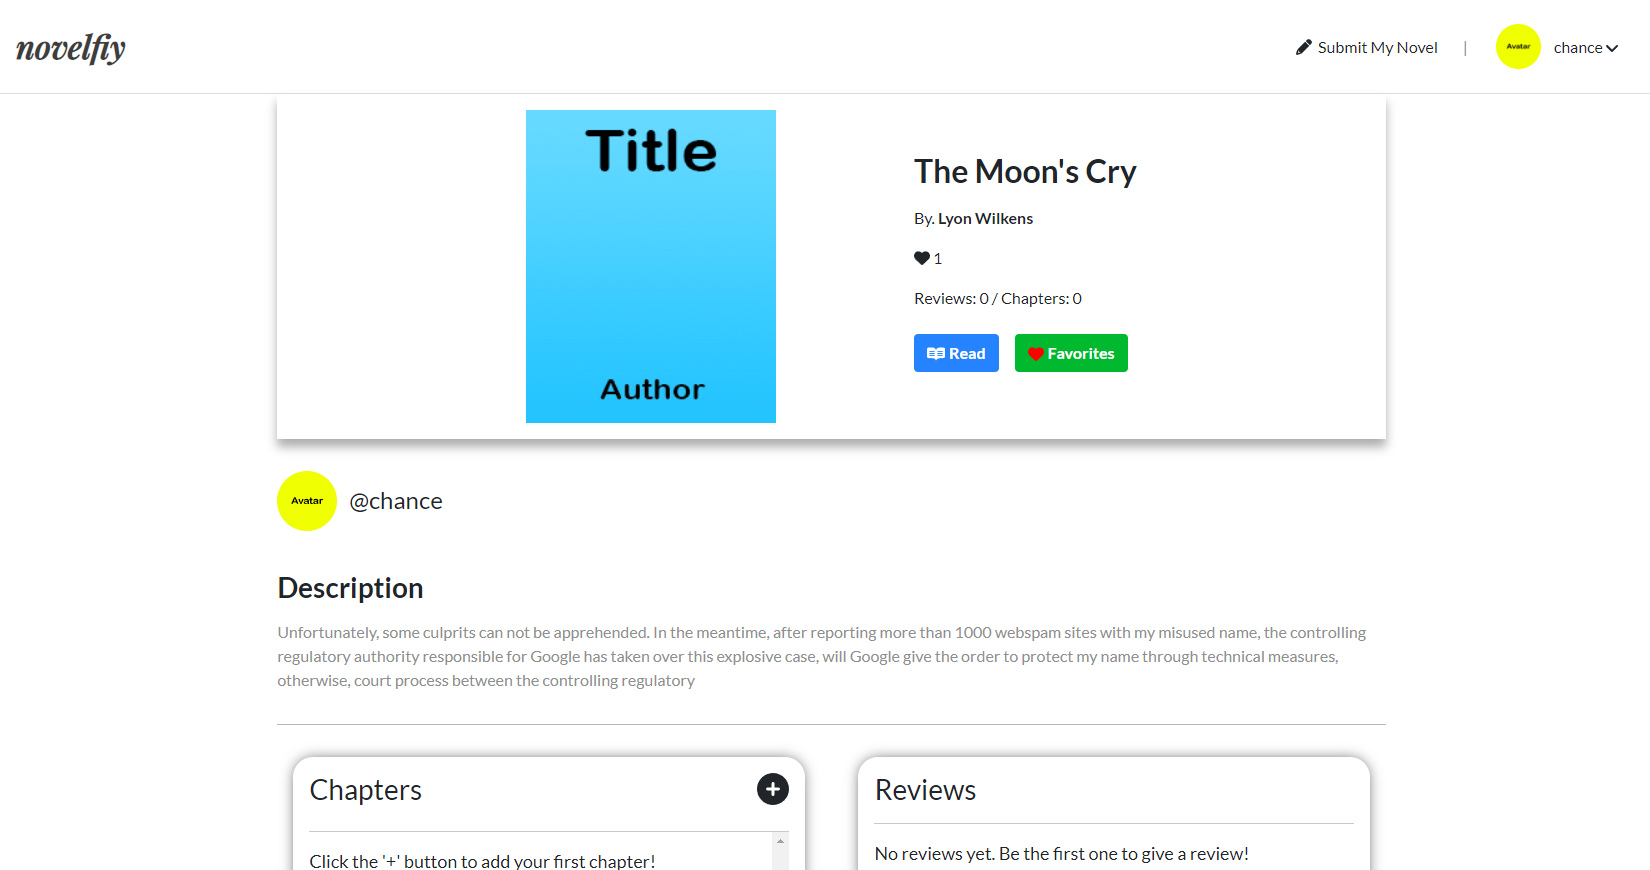 novelfiy
Submit My Novel | Avatar chance
Title
Author
The Moon's Cry
By. Lyon Wilkens
1
Reviews: 0 / Chapters: 0
Read Favorites
Avatar @chance
Description
Unfortunately, some culprits can not be apprehended. In the meantime, after reporting more than 1000 webspam sites with my misused name, the controlling
regulatory authority responsible for Google has taken over this explosive case, will Google give the order to protect my name through technical measures,
otherwise, court process between the controlling regulatory
Chapters
Click the '+' button to add your first chapter!
Reviews
No reviews yet. Be the first one to give a review!